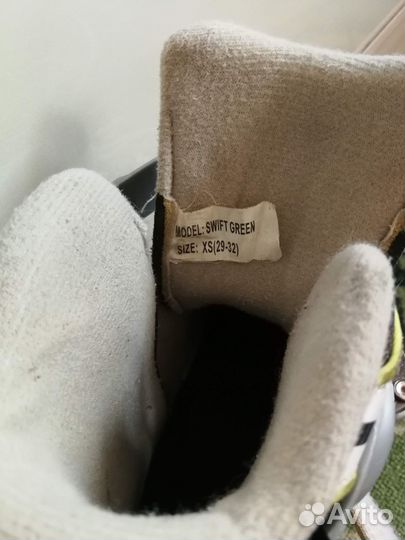 MODEL: SWIFT GREEN
SIZE: XS(29-32)
Avito